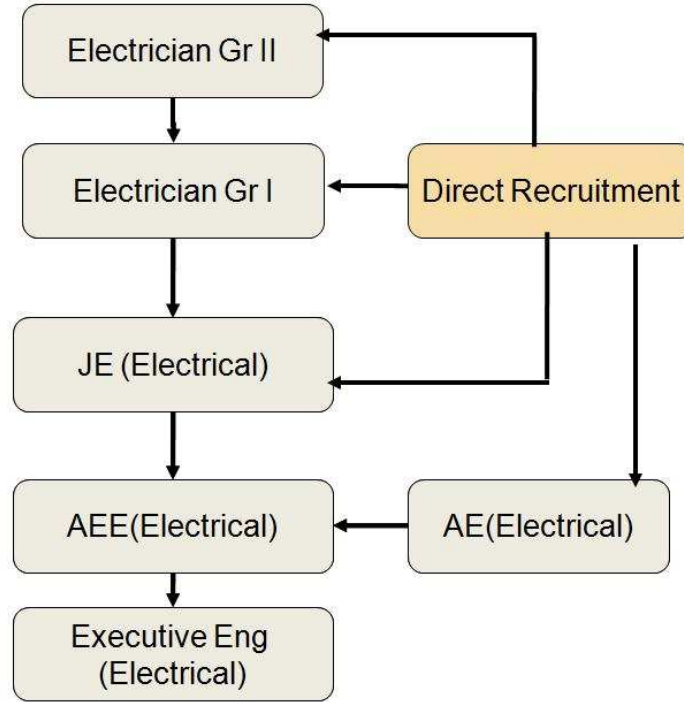 Electrician Gr II
Electrician Gr I
Direct Recruitment
JE (Electrical)
AEE(Electrical)
AE(Electrical)
Executive Eng
(Electrical)